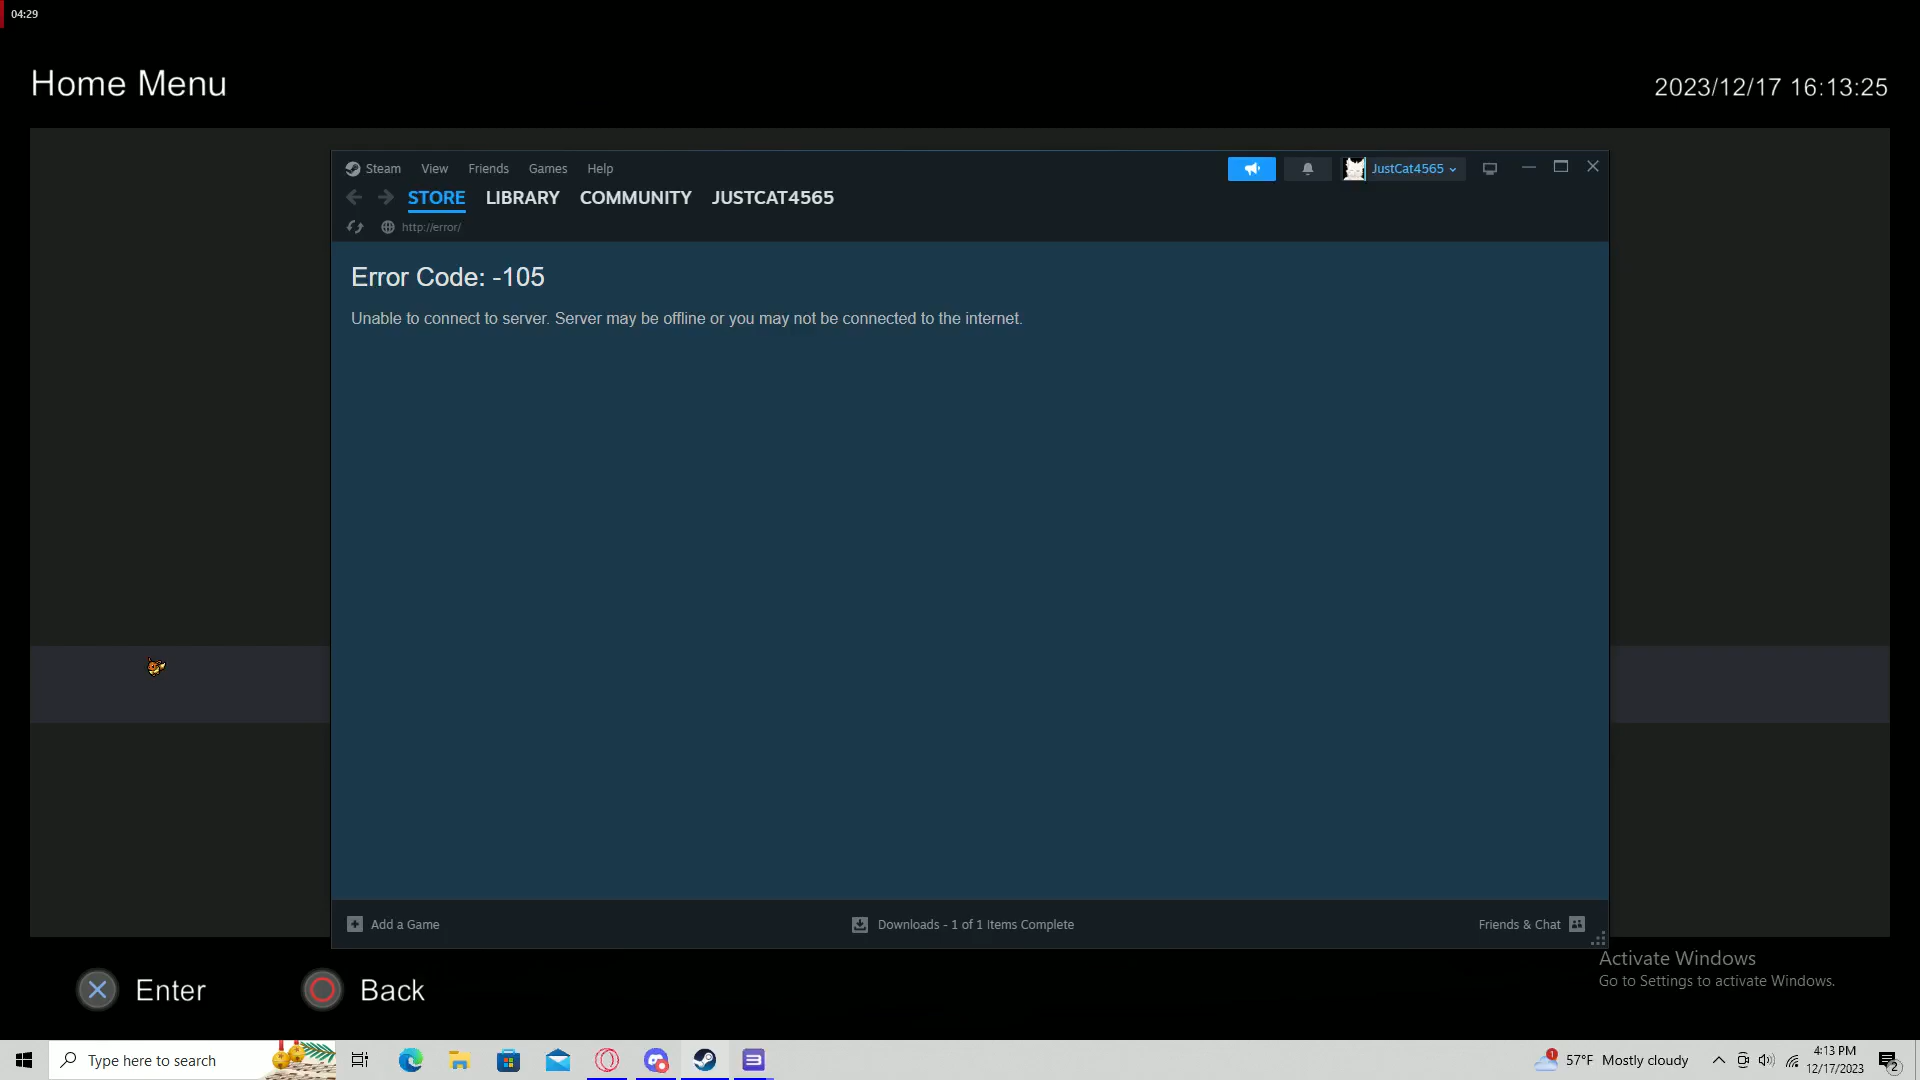 04:29
Home Menu
2023/12/17 16:13:25
Steam View Friends Games Help
JustCat4565
STORE LIBRARY COMMUNITY JUSTCAT4565
http://error/
Error Code: -105
Unable to connect to server. Server may be offline or you may not be connected to the internet.
Add a Game
Downloads - 1 of 1 Items Complete
Friends & Chat
Activate Windows
Go to Settings to activate Windows.
Enter
Back
Type here to search
1
57°F Mostly cloudy
4:13 PM
12/17/2023
2